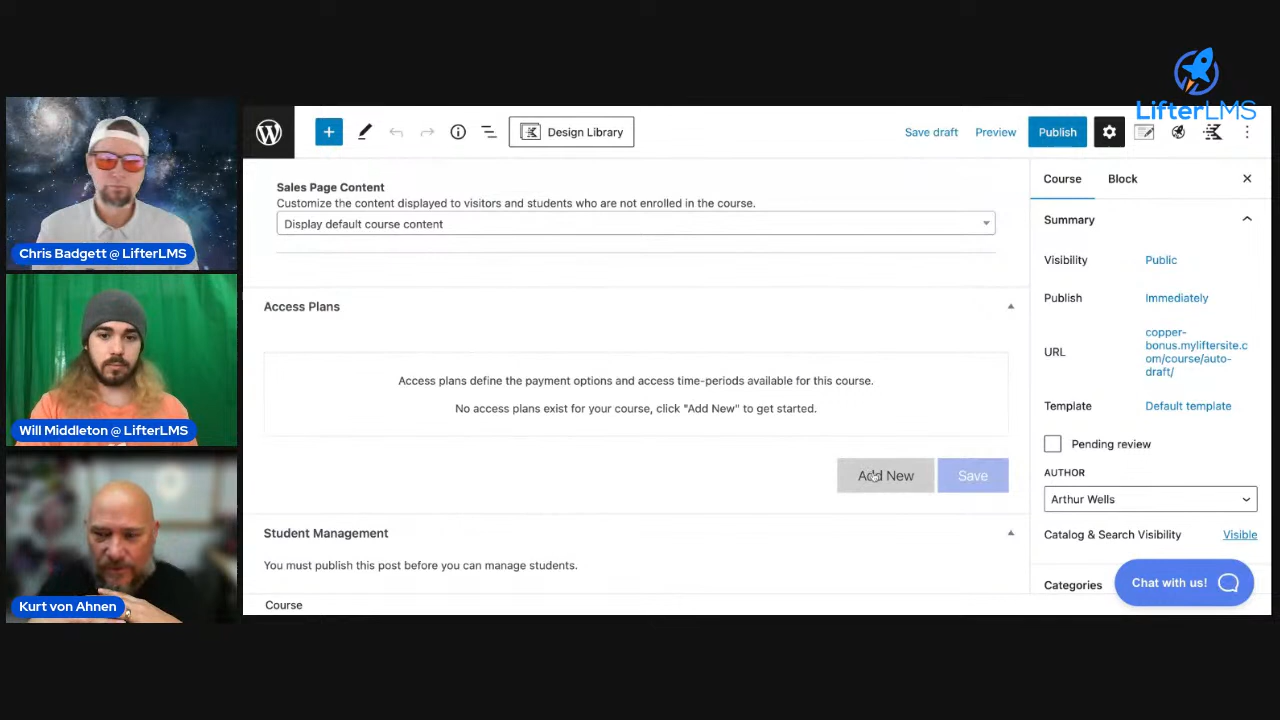 LifterLMS
Chris Badgett @ LifterLMS
Will Middleton @ LifterLMS
Kurt von Ahnen
Design Library
Save draft
Preview
Publish
Sales Page Content
Customize the content displayed to visitors and students who are not enrolled in the course.
Display default course content
Access Plans
Access plans define the payment options and access time-periods available for this course.
No access plans exist for your course, click "Add New" to get started.
Add New
Save
Student Management
You must publish this post before you can manage students.
Course
Course
Block
Summary
Visibility
Public
Publish
Immediately
URL
copper-
bonus.myliftersite.c
om/course/auto-
draft/
Template
Default template
Pending review
AUTHOR
Arthur Wells
Catalog & Search Visibility
Visible
Categories
Chat with us!